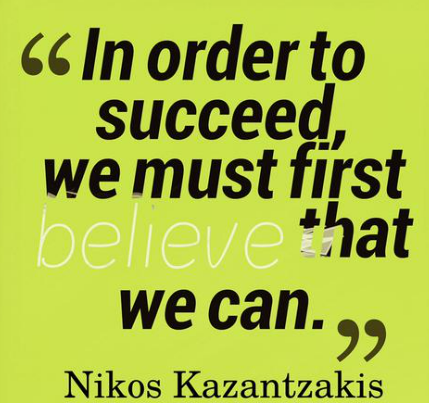 “In order to
succeed,
we must first
believe that
we can.”
Nikos Kazantzakis